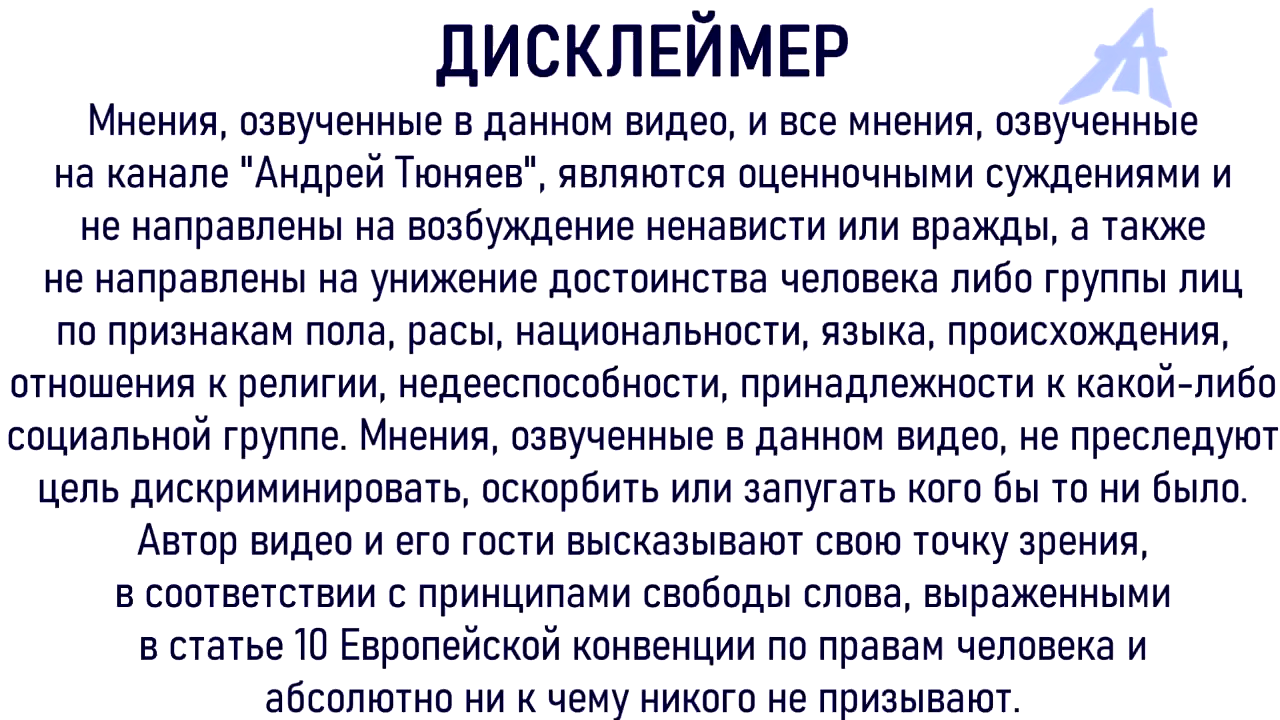 ДИСКЛЕЙМЕР
Мнения, озвученные в данном видео, и все мнения, озвученные
на канале "Андрей Тюняев", являются оценночными суждениями и
не направлены на возбуждение ненависти или вражды, а также
не направлены на унижение достоинства человека либо группы лиц
по признакам пола, расы, национальности, языка, происхождения,
отношения к религии, недееспособности, принадлежности к какой-либо
социальной группе. Мнения, озвученные в данном видео, не преследуют
цель дискриминировать, оскорбить или запугать кого бы то ни было.
Автор видео и его гости высказывают свою точку зрения,
в соответствии с принципами свободы слова, выраженными
в статье 10 Европейской конвенции по правам человека и
абсолютно ни к чему никого не призывают.